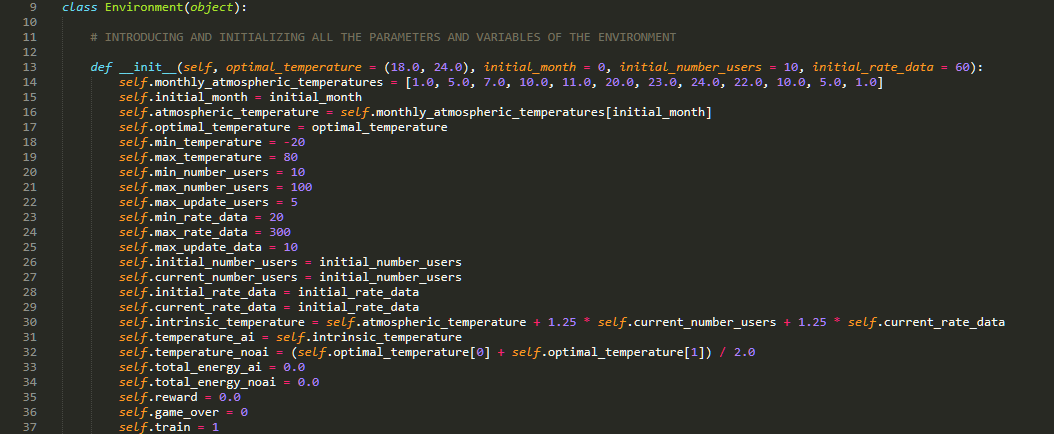 9 class Environment(object):
10
11 # INTRODUCING AND INITIALIZING ALL THE PARAMETERS AND VARIABLES OF THE ENVIRONMENT
12
13 def __init__(self, optimal_temperature = (18.0, 24.0), initial_month = 0, initial_number_users = 10, initial_rate_data = 60):
14 self.monthly_atmospheric_temperatures = [1.0, 5.0, 7.0, 10.0, 11.0, 20.0, 23.0, 24.0, 22.0, 10.0, 5.0, 1.0]
15 self.initial_month = initial_month
16 self.atmospheric_temperature = self.monthly_atmospheric_temperatures[initial_month]
17 self.optimal_temperature = optimal_temperature
18 self.min_temperature = -20
19 self.max_temperature = 80
20 self.min_number_users = 10
21 self.max_number_users = 100
22 self.max_update_users = 5
23 self.min_rate_data = 20
24 self.max_rate_data = 300
25 self.max_update_data = 10
26 self.initial_number_users = initial_number_users
27 self.current_number_users = initial_number_users
28 self.initial_rate_data = initial_rate_data
29 self.current_rate_data = initial_rate_data
30 self.intrinsic_temperature = self.atmospheric_temperature + 1.25 * self.current_number_users + 1.25 * self.current_rate_data
31 self.temperature_ai = self.intrinsic_temperature
32 self.temperature_noai = (self.optimal_temperature[0] + self.optimal_temperature[1]) / 2.0
33 self.total_energy_ai = 0.0
34 self.total_energy_noai = 0.0
35 self.reward = 0.0
36 self.game_over = 0
37 self.train = 1